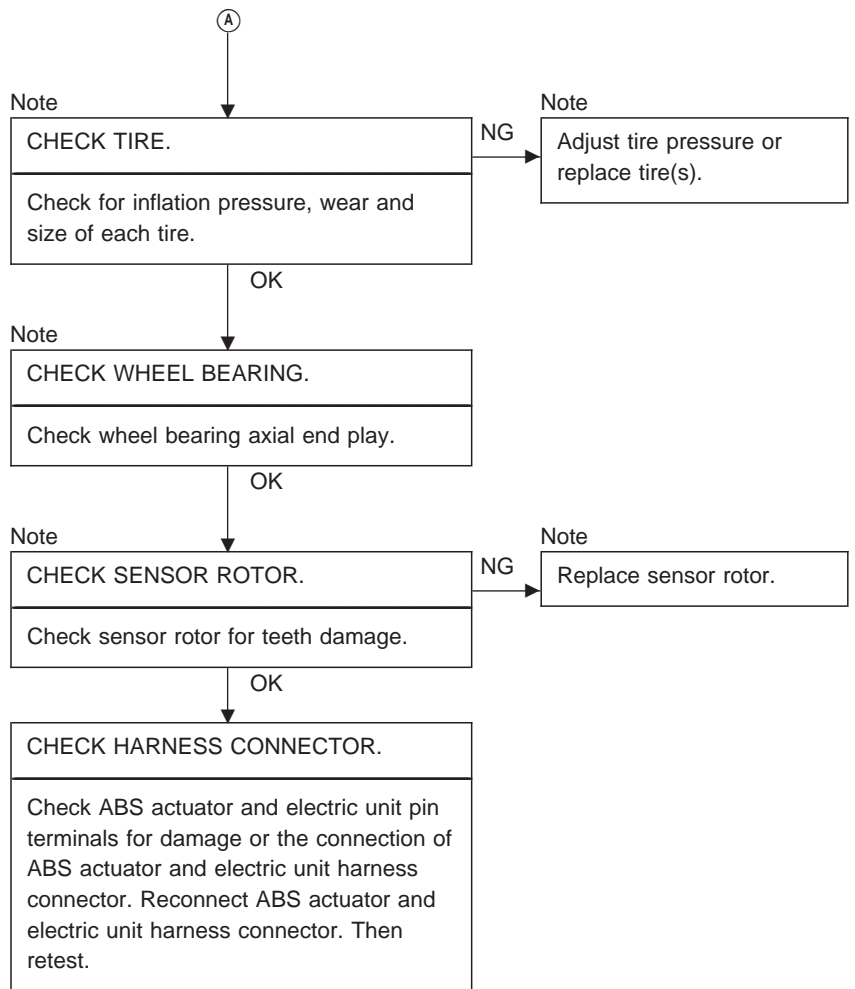 A
Note
CHECK TIRE.
Check for inflation pressure, wear and
size of each tire.
NG
Note
Adjust tire pressure or
replace tire(s).
OK
Note
CHECK WHEEL BEARING.
Check wheel bearing axial end play.
OK
Note
CHECK SENSOR ROTOR.
Check sensor rotor for teeth damage.
NG
Note
Replace sensor rotor.
OK
CHECK HARNESS CONNECTOR.
Check ABS actuator and electric unit pin
terminals for damage or the connection of
ABS actuator and electric unit harness
connector. Reconnect ABS actuator and
electric unit harness connector. Then
retest.